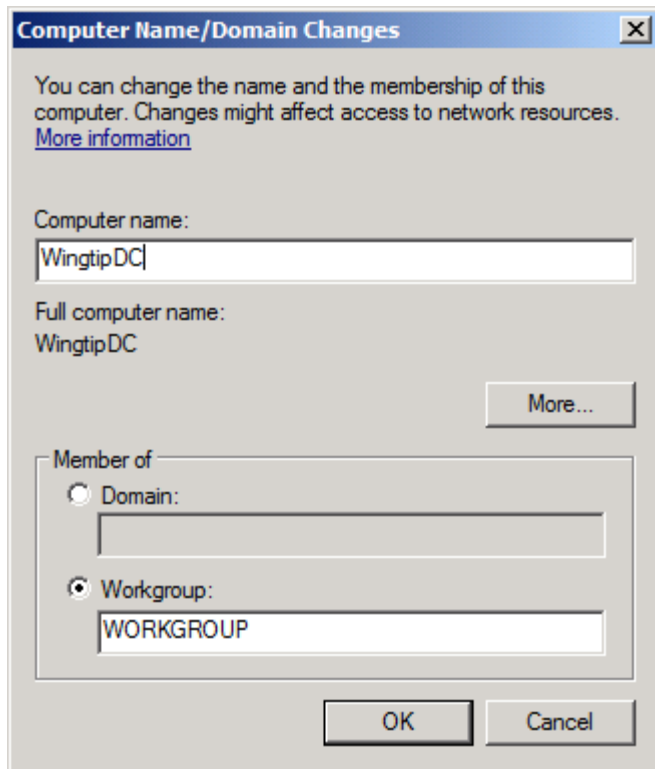 Computer Name/Domain Changes
You can change the name and the membership of this
computer. Changes might affect access to network resources.
More information
Computer name:
WingtipDC
Full computer name:
WingtipDC
More...
Member of
Domain:
Workgroup:
WORKGROUP
OK
Cancel